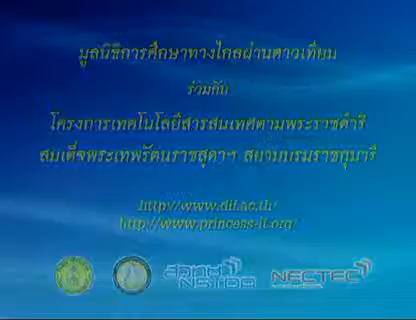 มูลนิธิการศึกษาทางไกลผ่านดาวเทียม
ร่วมกับ
โครงการเทคโนโลยีสารสนเทศตามพระราชดำริ
สมเด็จพระเทพรัตนราชสุดาฯ สยามบรมราชกุมารี
http://www.dlf.ac.th/
http://www.princess-it.org/
สวทช
NSTDA
NECTEC